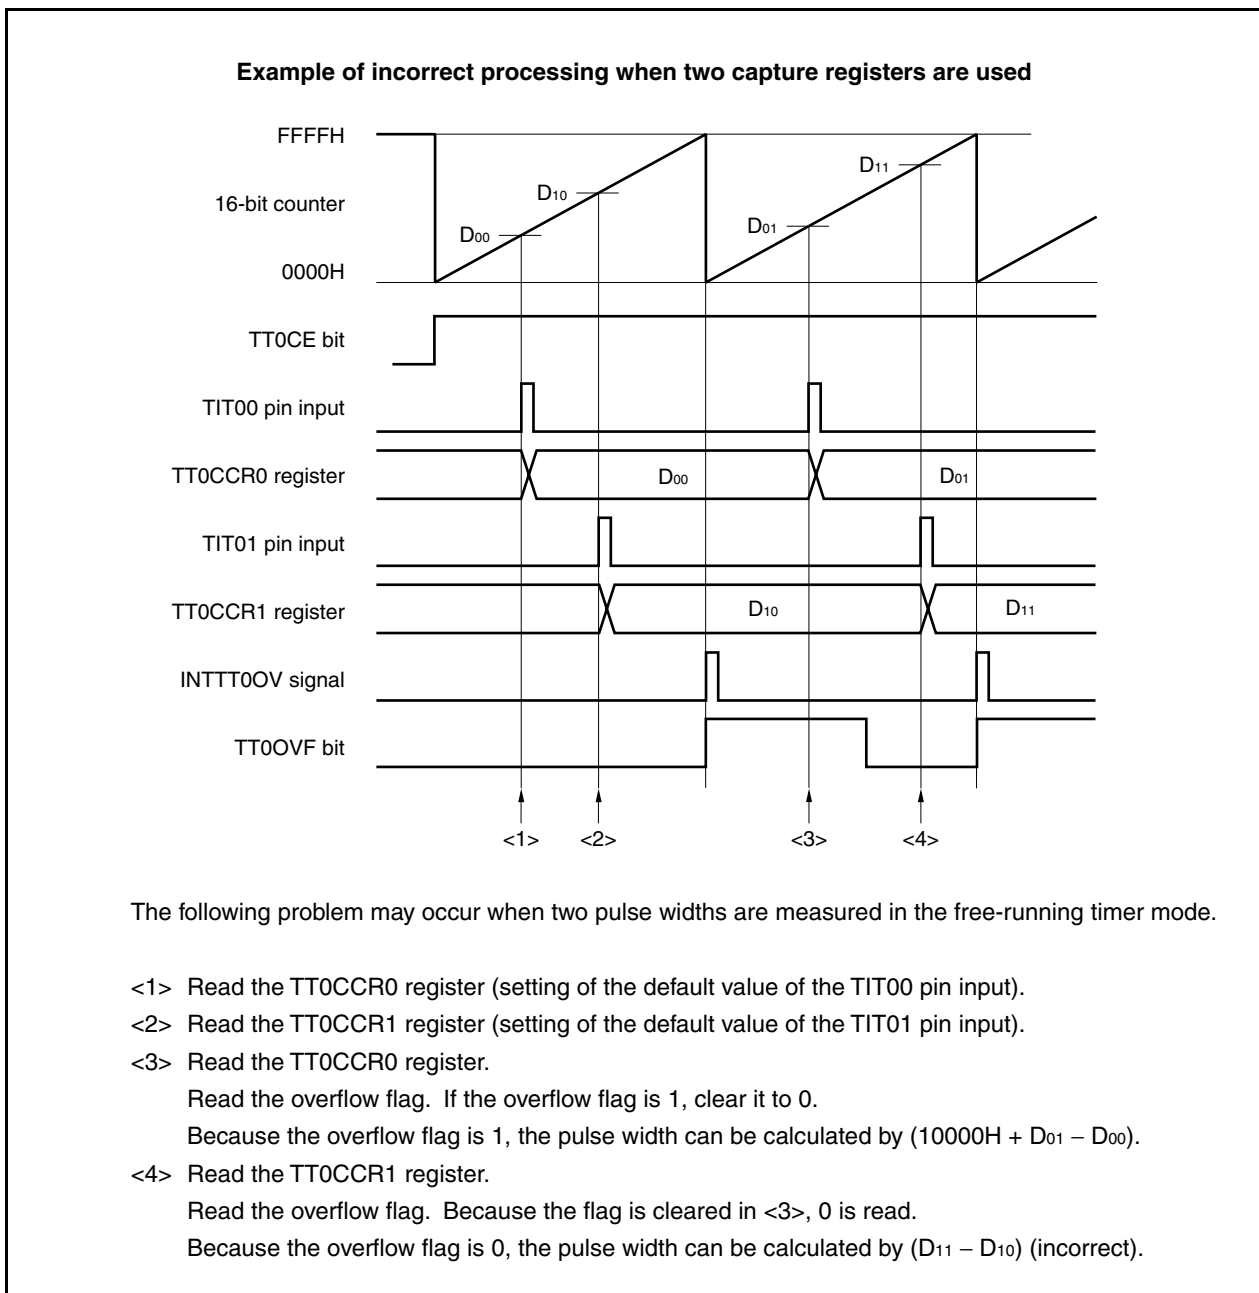 Example of incorrect processing when two capture registers are used
FFFFH
D11
D10
16-bit counter
D01
D00
0000H
TT0CE bit
TIT00 pin input
TT0CCR0 register
D00
D01
TIT01 pin input
TT0CCR1 register
D10
D11
INTTT0OV signal
TT0OVF bit
<1> <2> <3> <4>
The following problem may occur when two pulse widths are measured in the free-running timer mode.
<1> Read the TT0CCR0 register (setting of the default value of the TIT00 pin input).
<2> Read the TT0CCR1 register (setting of the default value of the TIT01 pin input).
<3> Read the TT0CCR0 register.
Read the overflow flag. If the overflow flag is 1, clear it to 0.
Because the overflow flag is 1, the pulse width can be calculated by (10000H + D01 − D00).
<4> Read the TT0CCR1 register.
Read the overflow flag. Because the flag is cleared in <3>, 0 is read.
Because the overflow flag is 0, the pulse width can be calculated by (D11 − D10) (incorrect).